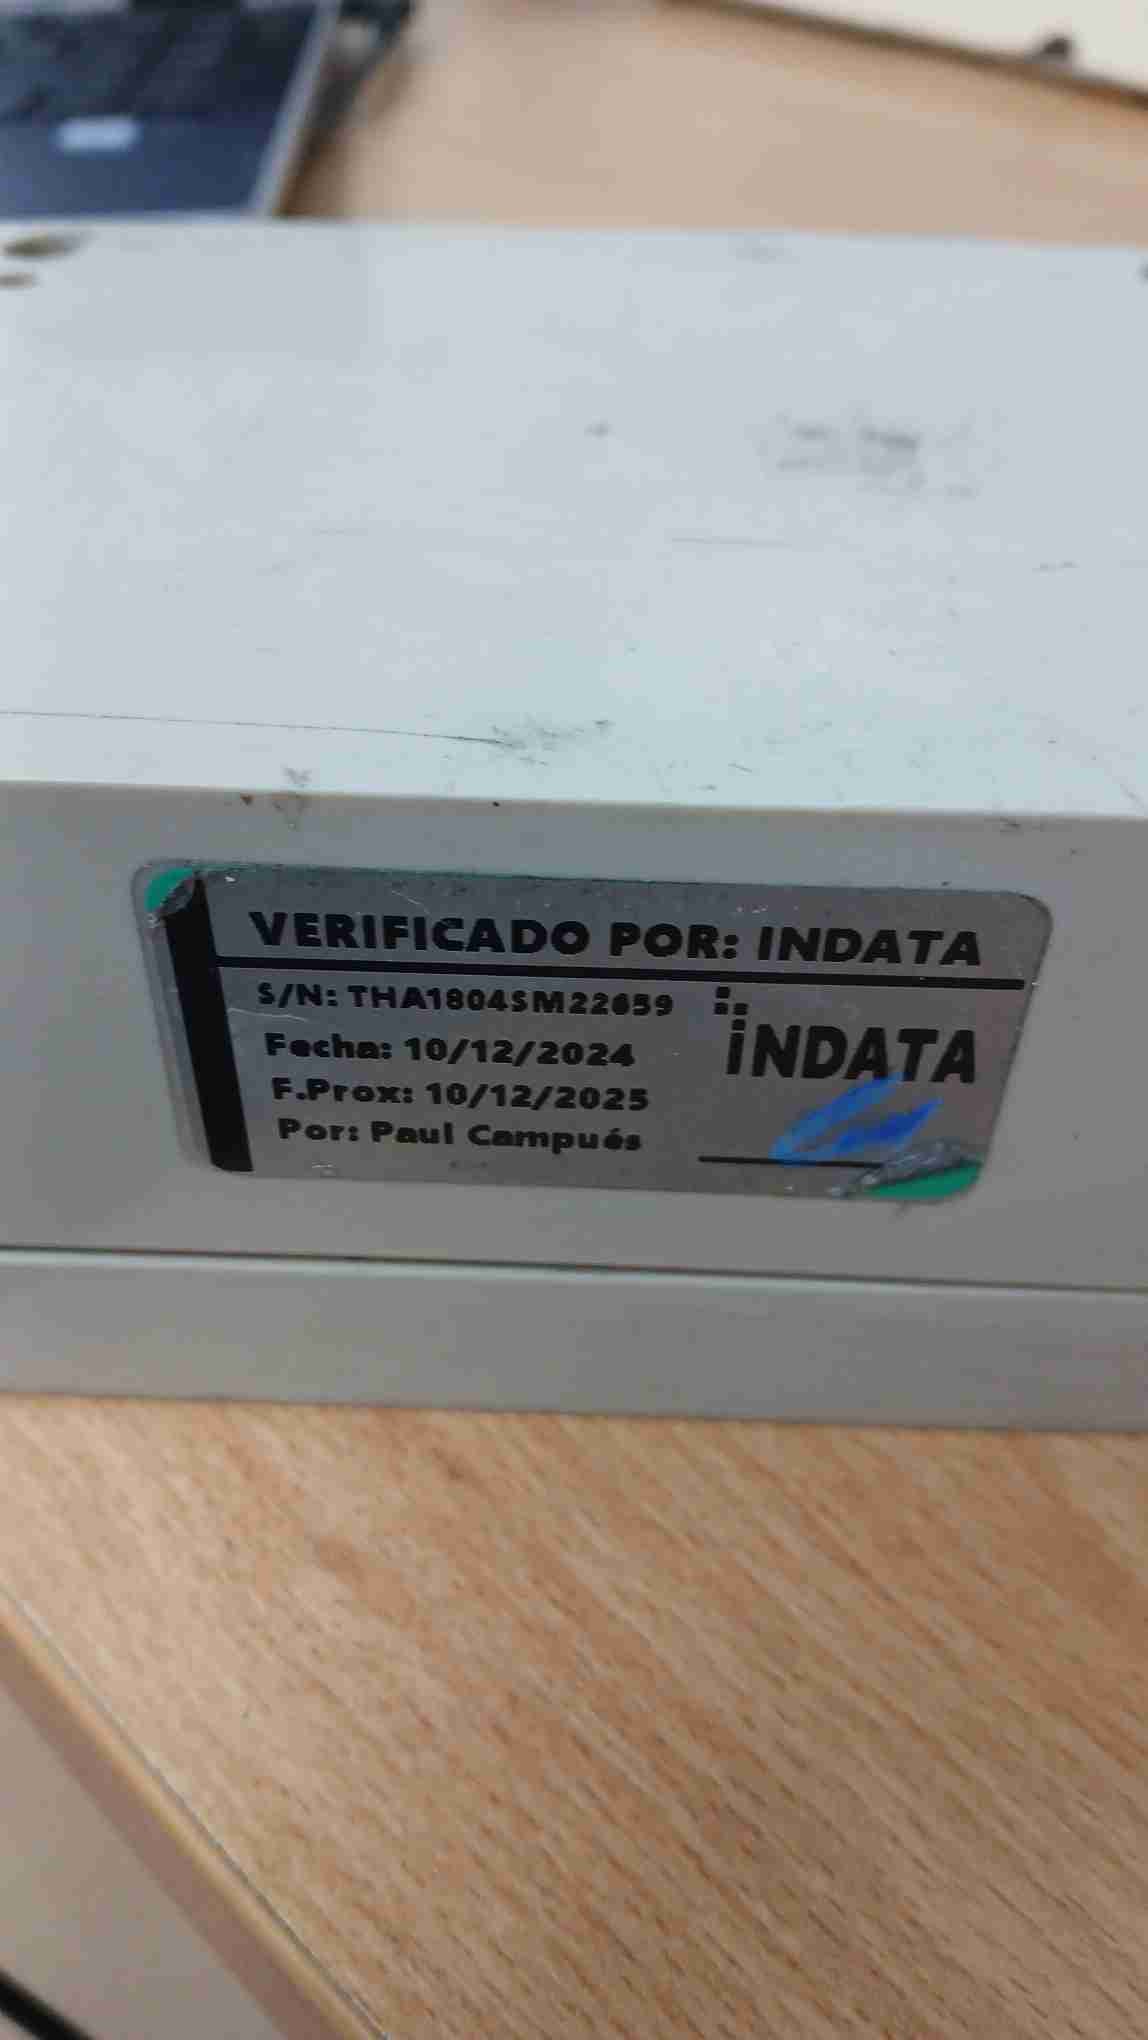 VERIFICADO POR: INDATA
S/N: THA1804SM22659
Fecha: 10/12/2024
F.Prox: 10/12/2025
Por: Paul Campués
iNDATA